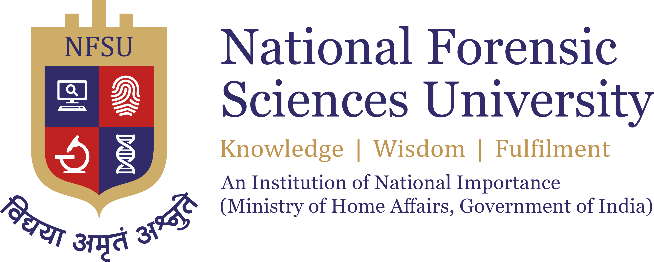 NFSU
विद्यया अमृतं अश्नुते
National Forensic
Sciences University
Knowledge | Wisdom | Fulfilment
An Institution of National Importance
(Ministry of Home Affairs, Government of India)